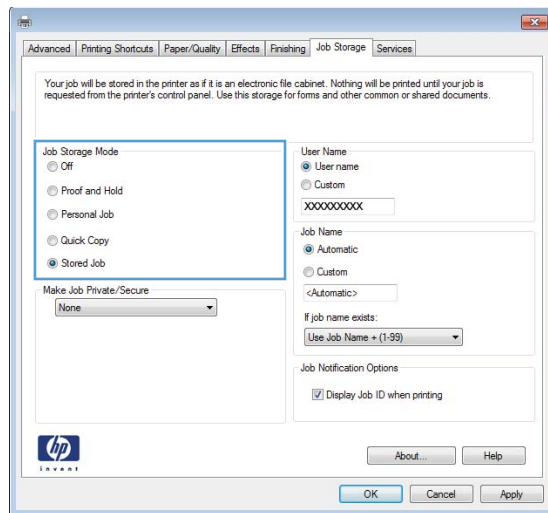 Advanced Printing Shortcuts Paper/Quality Effects Finishing Job Storage Services
Your job will be stored in the printer as if it is an electronic file cabinet. Nothing will be printed until your job is
requested from the printer's control panel. Use this storage for forms and other common or shared documents.
Job Storage Mode
Off
Proof and Hold
Personal Job
Quick Copy
Stored Job
Make Job Private/Secure
None
User Name
User name
Custom
XXXXXXXXX
Job Name
Automatic
Custom
<Automatic>
If job name exists:
Use Job Name + (1-99)
Job Notification Options
Display Job ID when printing
hp
invent
About... Help
OK Cancel Apply